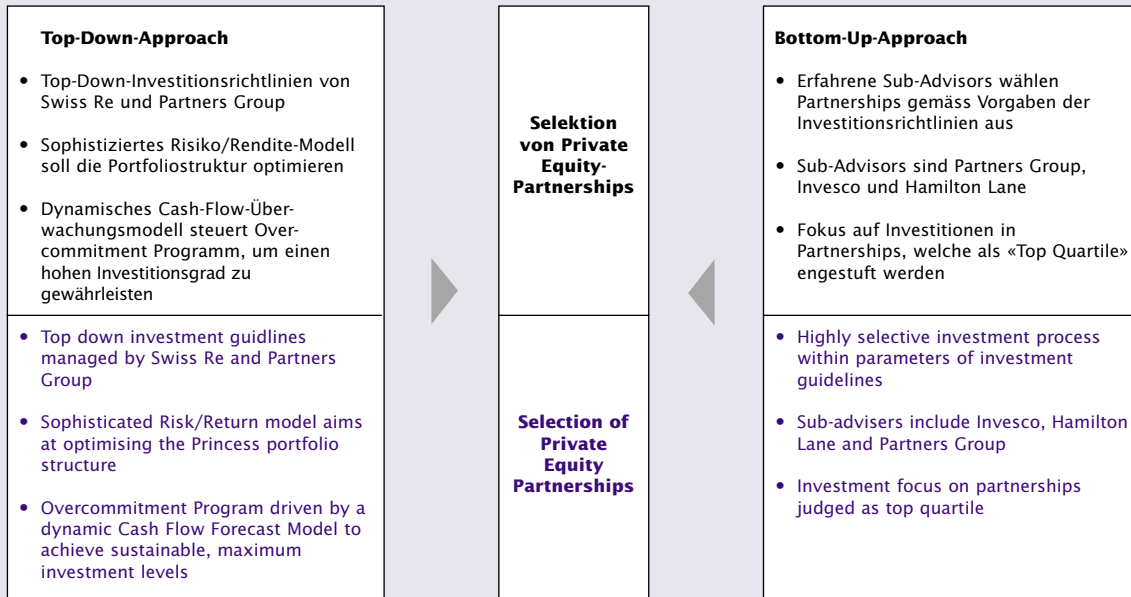 Top-Down-Approach
• Top-Down-Investitionsrichtlinien von
Swiss Re und Partners Group
• Sophistiziertes Risiko/Rendite-Modell
soll die Portfoliostruktur optimieren
• Dynamisches Cash-Flow-Über-
wachungsmodell steuert Over-
commitment Programm, um einen
hohen Investitionsgrad zu
gewährleisten
• Top down investment guidlines
managed by Swiss Re and Partners
Group
• Sophisticated Risk/Return model aims
at optimising the Princess portfolio
structure
• Overcommitment Program driven by a
dynamic Cash Flow Forecast Model to
achieve sustainable, maximum
investment levels
Selektion
von Private
Equity-
Partnerships
Selection of
Private
Equity
Partnerships
Bottom-Up-Approach
• Erfahrene Sub-Advisors wählen
Partnerships gemäss Vorgaben der
Investitionsrichtlinien aus
• Sub-Advisors sind Partners Group,
Invesco und Hamilton Lane
• Fokus auf Investitionen in
Partnerships, welche als «Top Quartile»
engestuft werden
• Highly selective investment process
within parameters of investment
guidelines
• Sub-advisers include Invesco, Hamilton
Lane and Partners Group
• Investment focus on partnerships
judged as top quartile